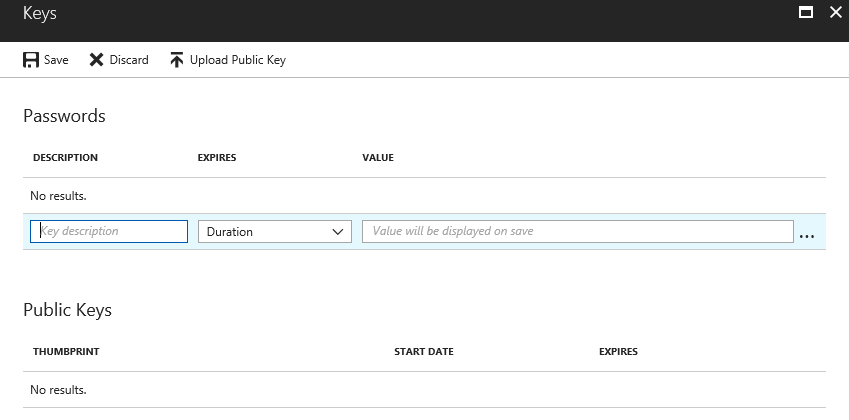 Keys
Save Discard Upload Public Key
Passwords
DESCRIPTION EXPIRES VALUE
No results.
Key description Duration Value will be displayed on save ...
Public Keys
THUMBPRINT START DATE EXPIRES
No results.